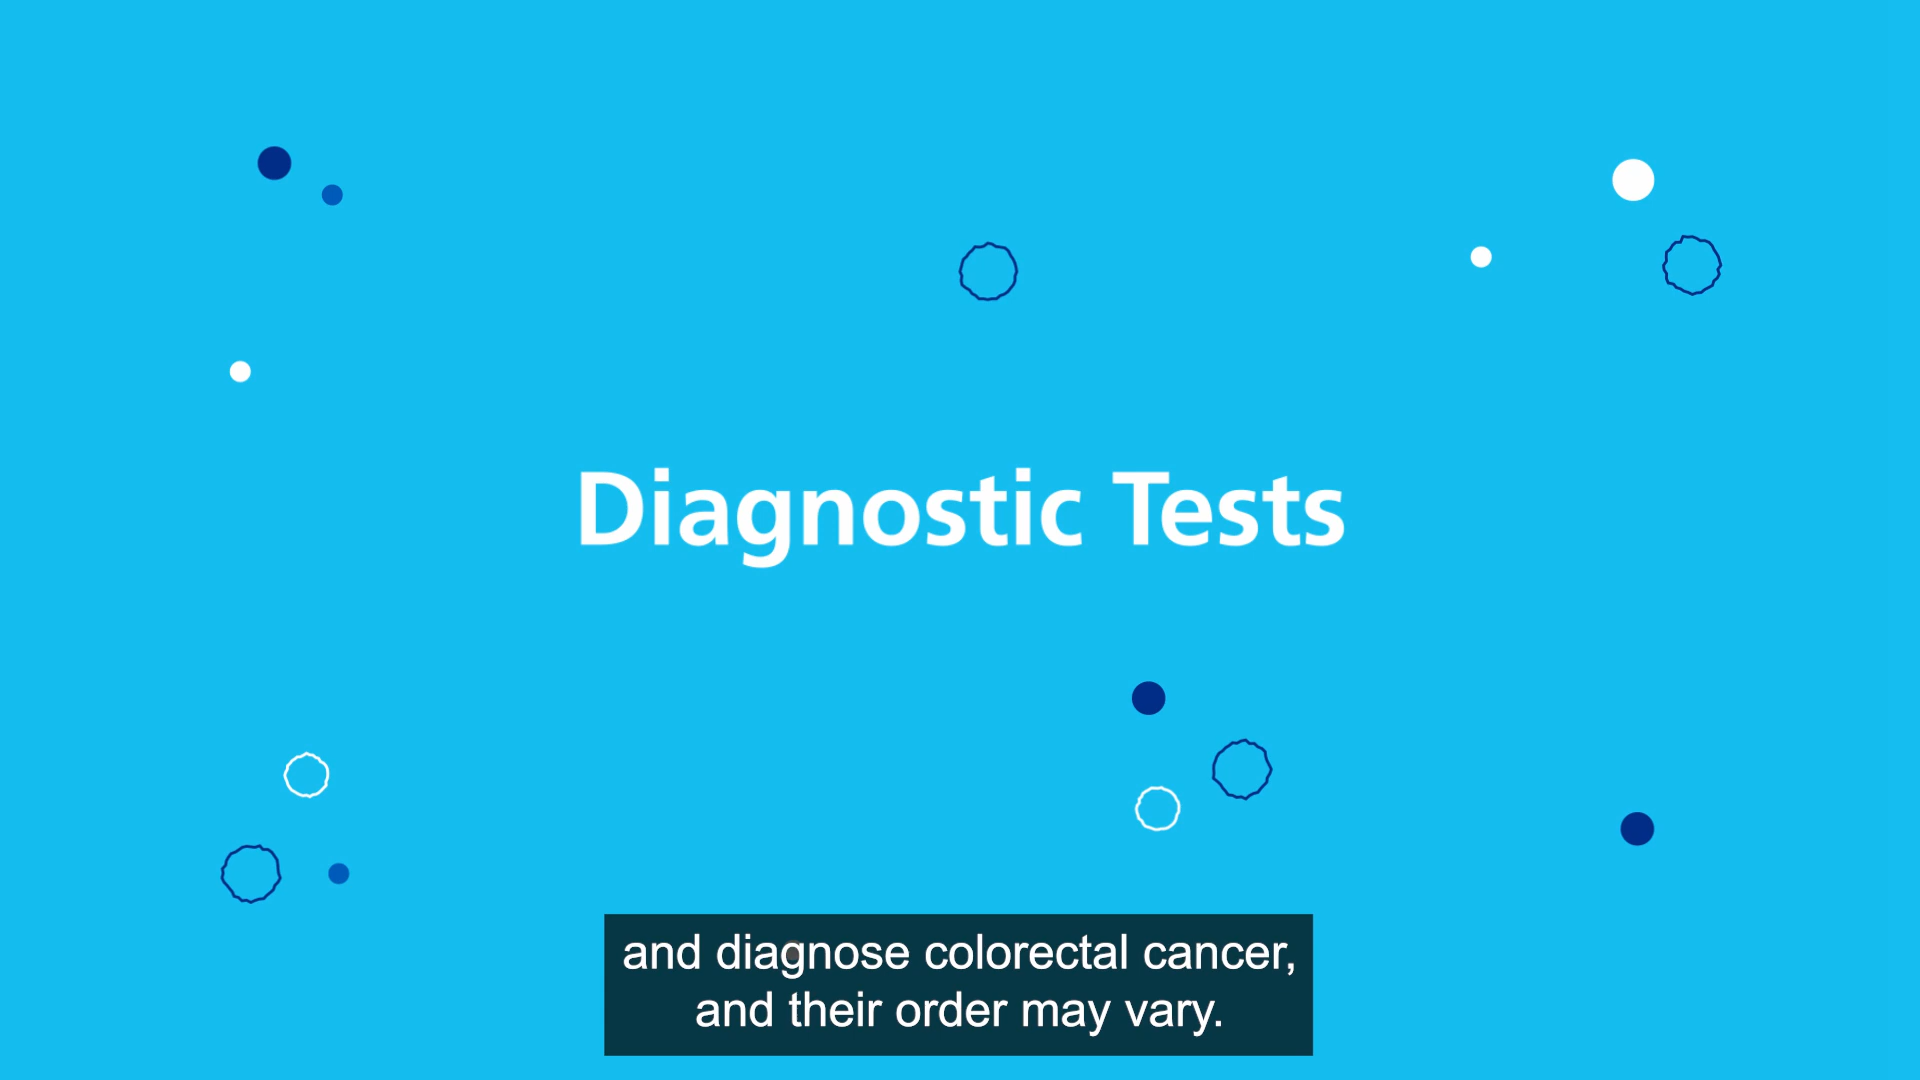 Diagnostic Tests
and diagnose colorectal cancer,
and their order may vary.